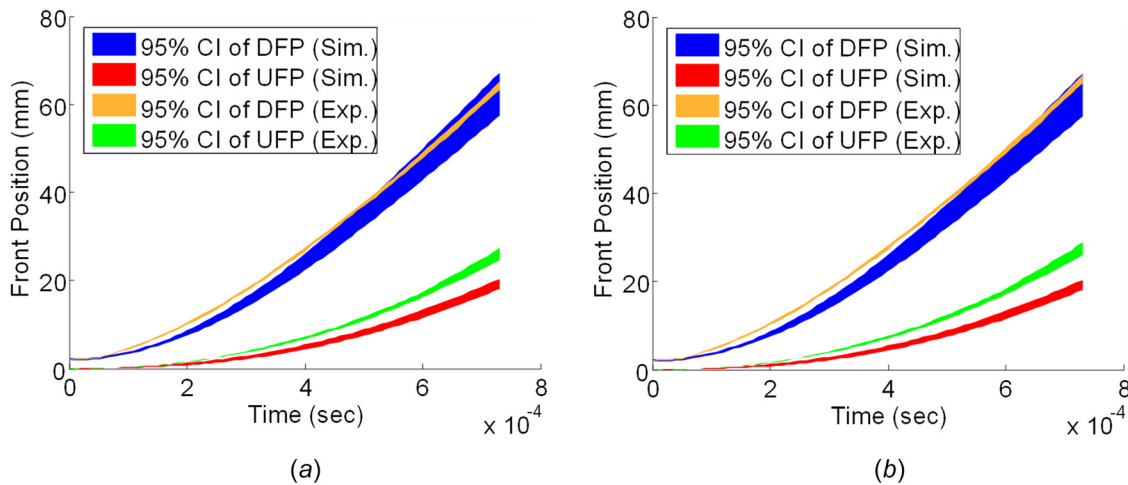 80
60
40
20
0
Front Position (mm)
95% CI of DFP (Sim.)
95% CI of UFP (Sim.)
95% CI of DFP (Exp.)
95% CI of UFP (Exp.)
0 2 4 6 8
Time (sec)
x 10-4
(a)
80
60
40
20
0
Front Position (mm)
95% CI of DFP (Sim.)
95% CI of UFP (Sim.)
95% CI of DFP (Exp.)
95% CI of UFP (Exp.)
0 2 4 6 8
Time (sec)
x 10-4
(b)